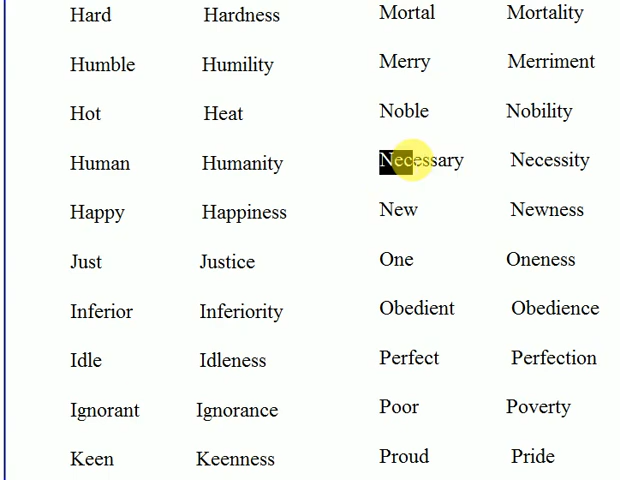 Hard Hardness Mortal Mortality
Humble Humility Merry Merriment
Hot Heat Noble Nobility
Human Humanity Necessary Necessity
Happy Happiness New Newness
Just Justice One Oneness
Inferior Inferiority Obedient Obedience
Idle Idleness Perfect Perfection
Ignorant Ignorance Poor Poverty
Keen Keenness Proud Pride